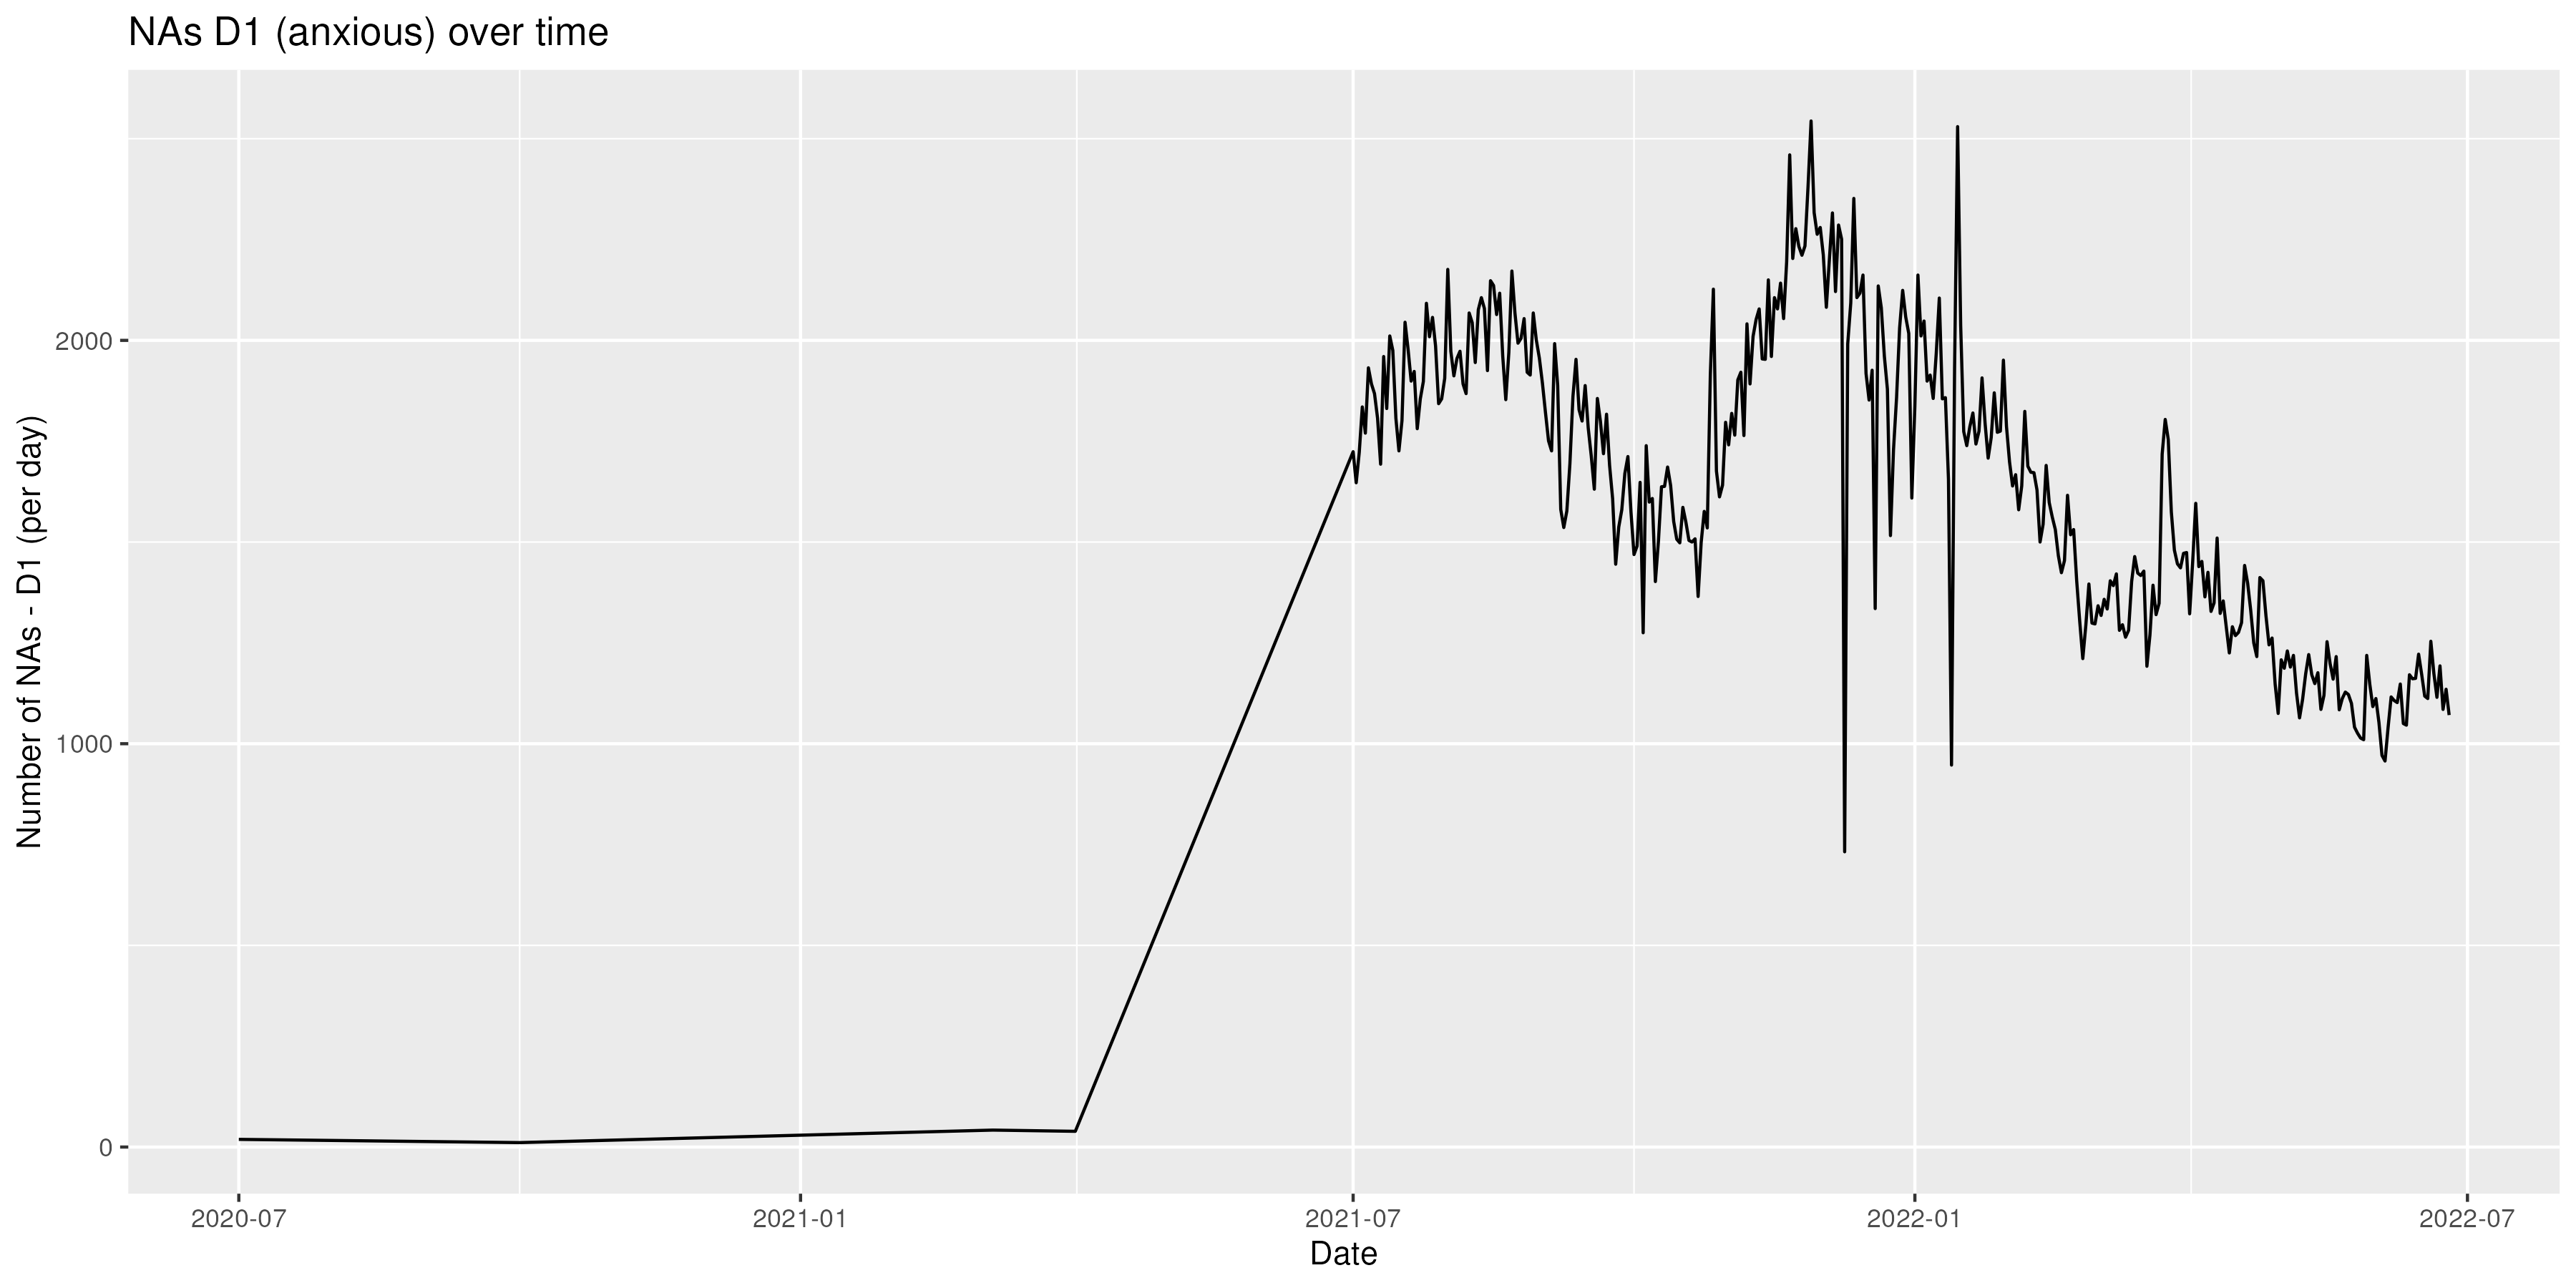 NAs D1 (anxious) over time
Number of NAs - D1 (per day)
2000
1000
0
2020-07
2021-01
2021-07
2022-01
2022-07
Date